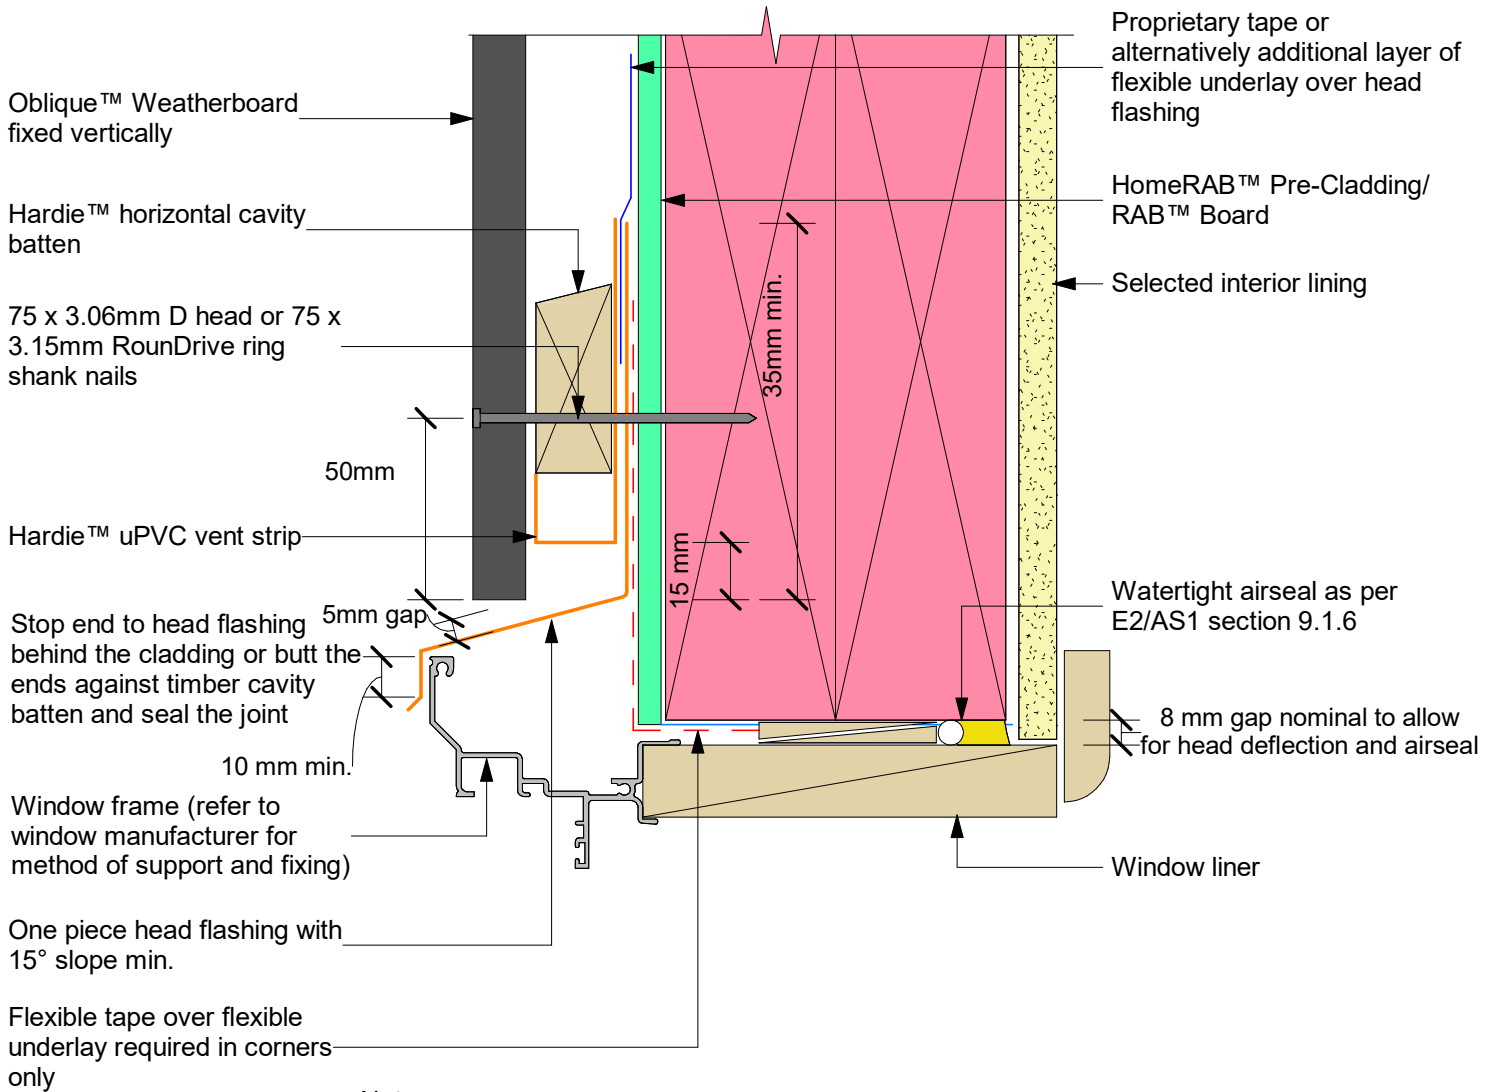 Proprietary tape or
alternatively additional layer of
flexible underlay over head
flashing
Oblique™ Weatherboard
fixed vertically
HomeRAB™ Pre-Cladding/
RAB™ Board
Hardie™ horizontal cavity
batten
Selected interior lining
75 x 3.06mm D head or 75 x
3.15mm RounDrive ring
shank nails
35mm min.
50mm
Hardie™ uPVC vent strip
15 mm
Watertight airseal as per
E2/AS1 section 9.1.6
5mm gap
Stop end to head flashing
behind the cladding or butt the
ends against timber cavity
batten and seal the joint
8 mm gap nominal to allow
for head deflection and airseal
10 mm min.
Window frame (refer to
window manufacturer for
method of support and fixing)
Window liner
One piece head flashing with
15° slope min.
Flexible tape over flexible
underlay required in corners
only